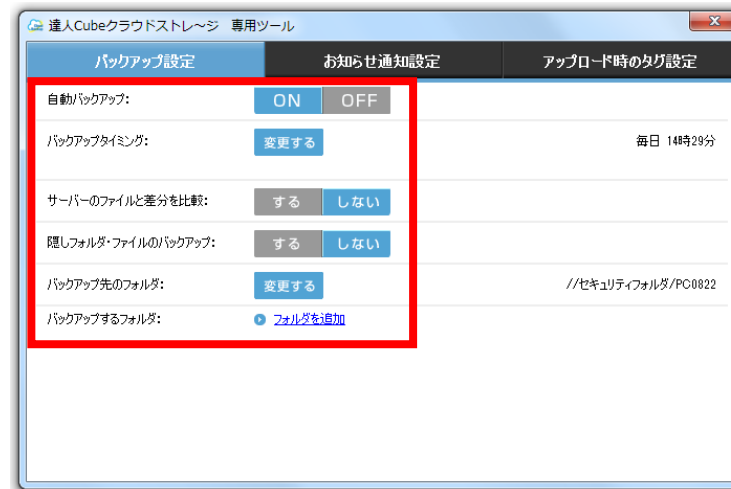 達人Cubeクラウドストレ～ジ 専用ツール
X
バックアップ設定 お知らせ通知設定 アップロード時のタグ設定
自動バックアップ: ON OFF
バックアップタイミング: 変更する 毎日 14時29分
サーバーのファイルと差分を比較: する しない
隠しフォルダ・ファイルのバックアップ: する しない
バックアップ先のフォルダ: 変更する //セキュリティフォルダ/PC0822
バックアップするフォルダ: フォルダを追加